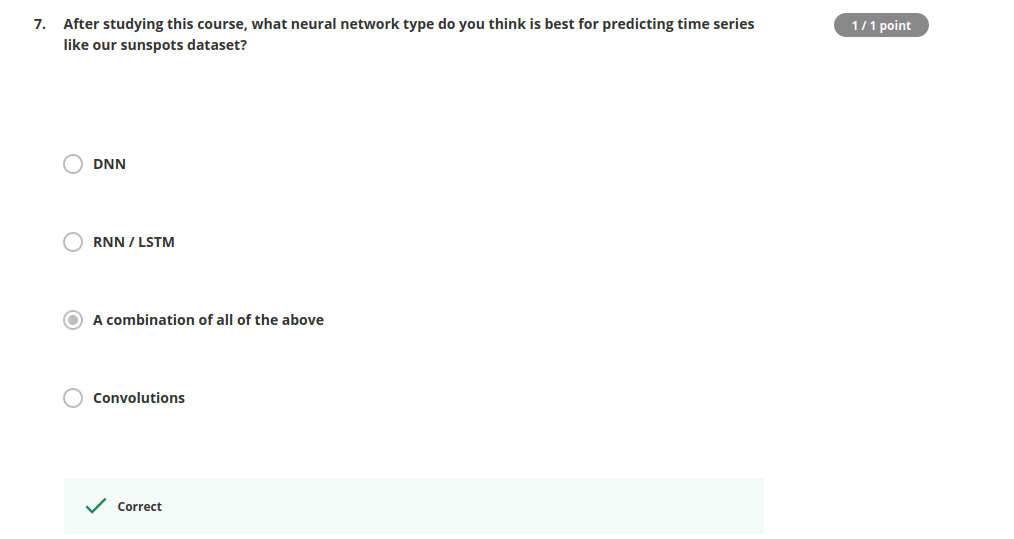 7. After studying this course, what neural network type do you think is best for predicting time series
like our sunspots dataset?
1 / 1 point
DNN
RNN / LSTM
A combination of all of the above
Convolutions
Correct